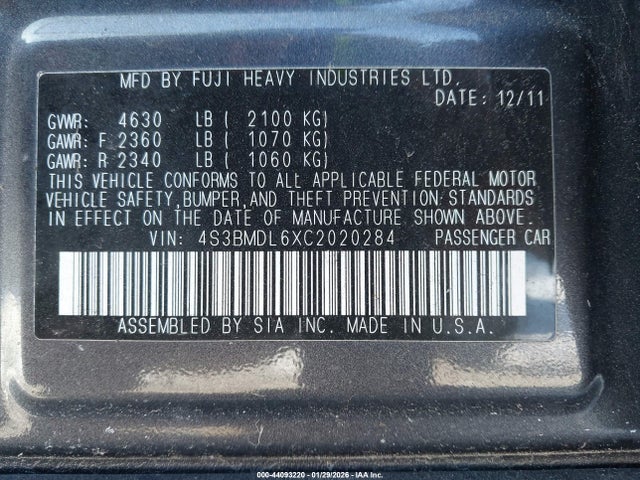 MFD BY FUJI HEAVY INDUSTRIES LTD.
DATE: 12/11
GVWR: 4630 LB ( 2100 KG)
GAWR: F 2360 LB ( 1070 KG)
GAWR: R 2340 LB ( 1060 KG)
THIS VEHICLE CONFORMS TO ALL APPLICABLE FEDERAL MOTOR
VEHICLE SAFETY, BUMPER, AND THEFT PREVENTION STANDARDS
IN EFFECT ON THE DATE OF MANUFACTURE SHOWN ABOVE.
VIN: 4S3BMDL6XC2020284 PASSENGER CAR
ASSEMBLED BY SIA INC. MADE IN U.S.A.
000-44093220 - 01/29/2026 - © IAA Inc.